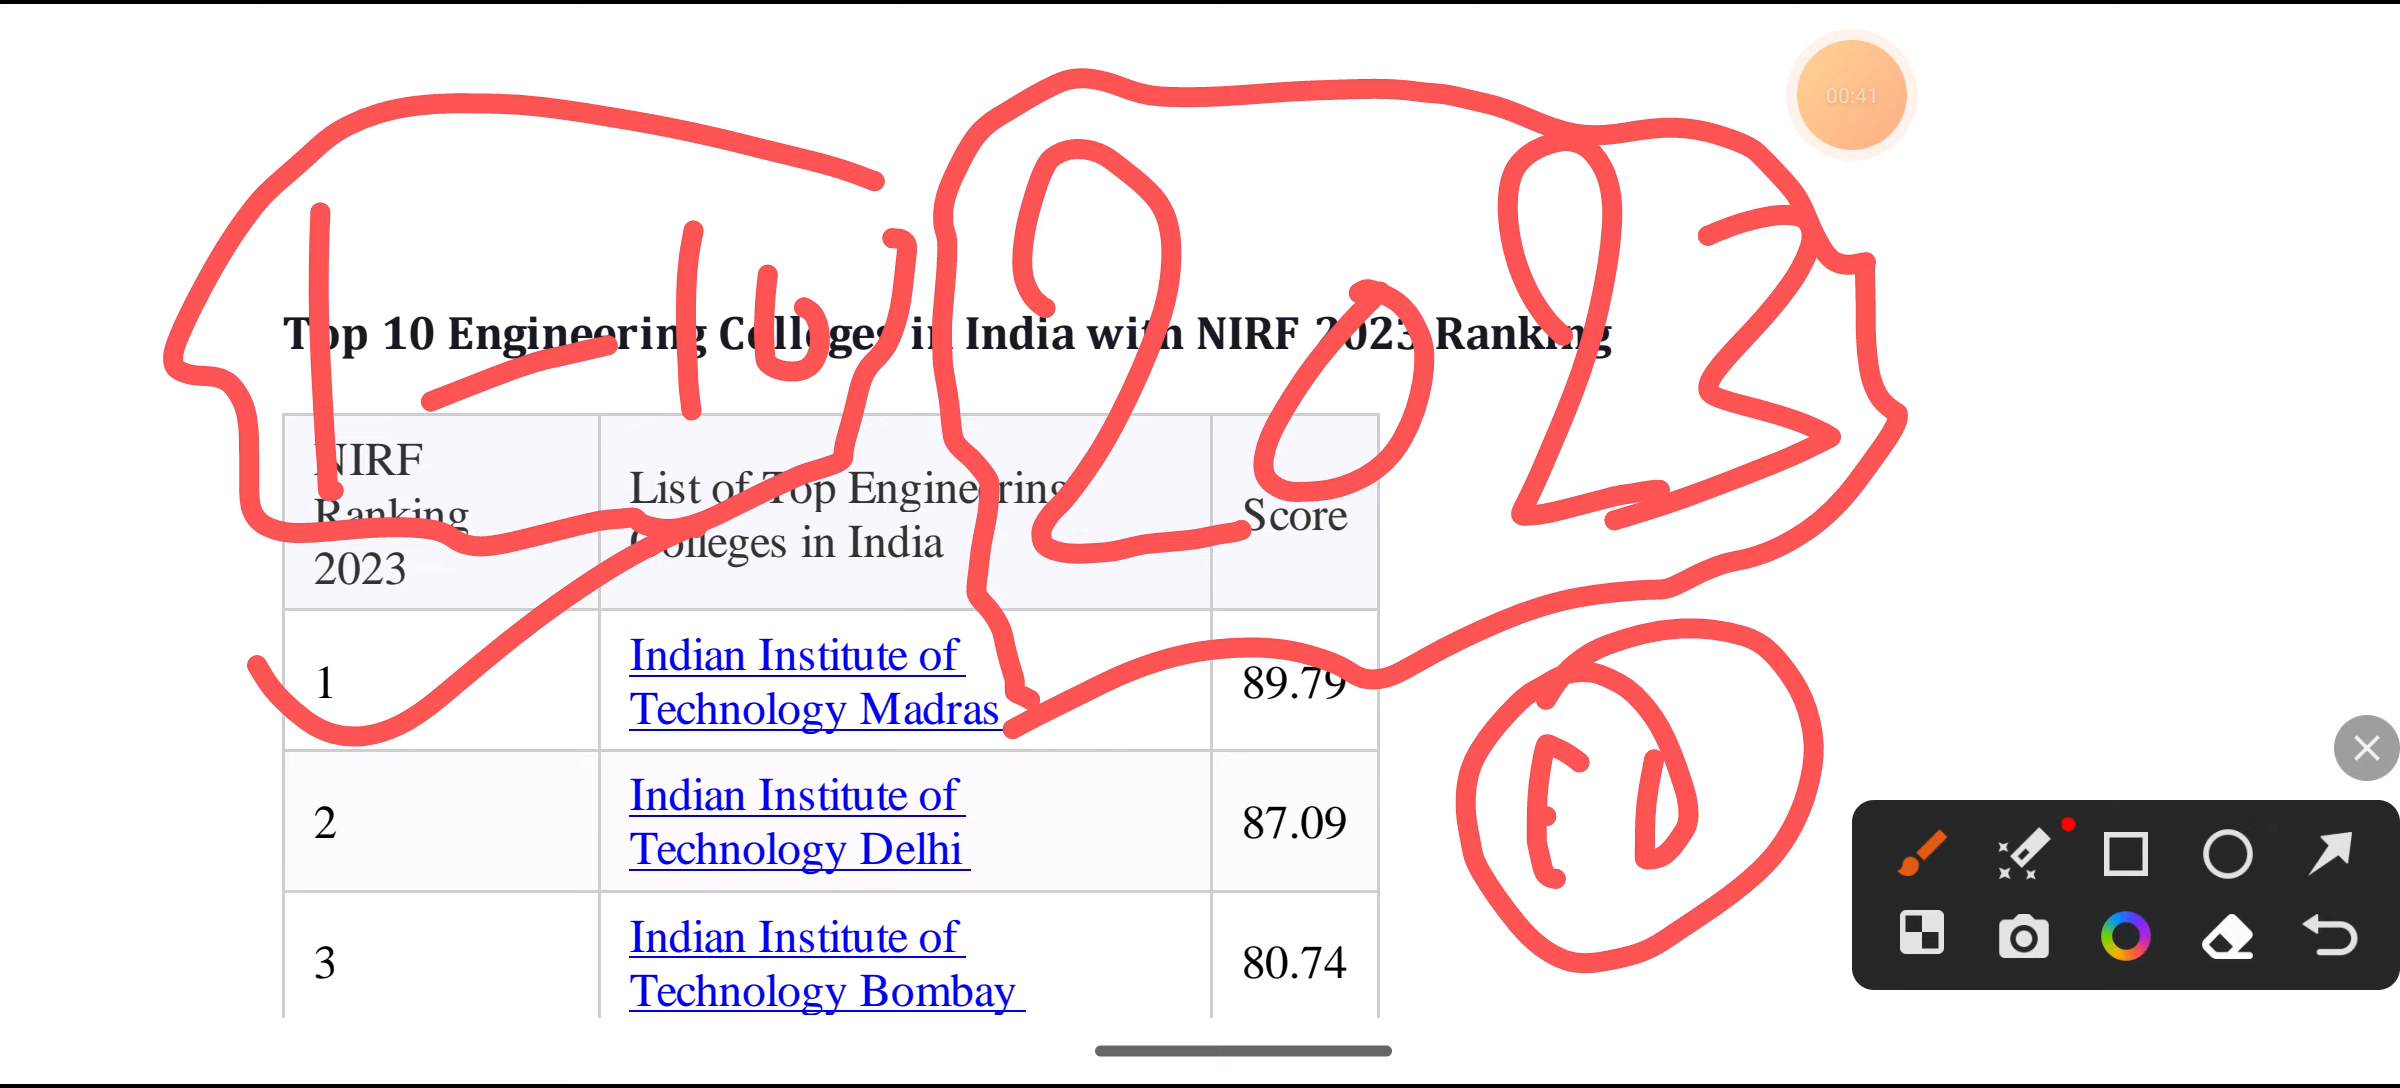 00:41
1-10
2023
Top 10 Engineering Colleges in India with NIRF 2023 Ranking
NIRF
Ranking
2023
List of Top Engineering
Colleges in India
Score
1
Indian Institute of
Technology Madras
89.79
2
Indian Institute of
Technology Delhi
87.09
3
Indian Institute of
Technology Bombay
80.74